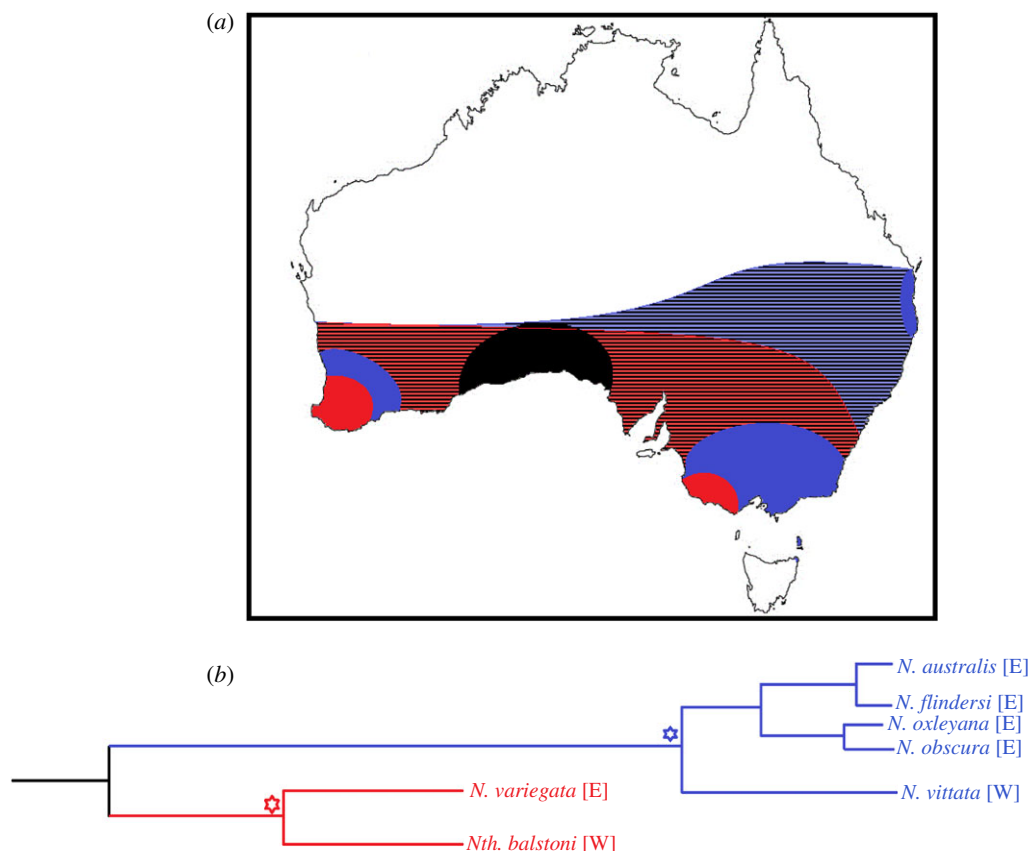 (a)
(b)
N. australis [E]
N. flindersi [E]
N. oxleyana [E]
N. obscura [E]
N. variegata [E]
N. vittata [W]
Nth. balstoni [W]